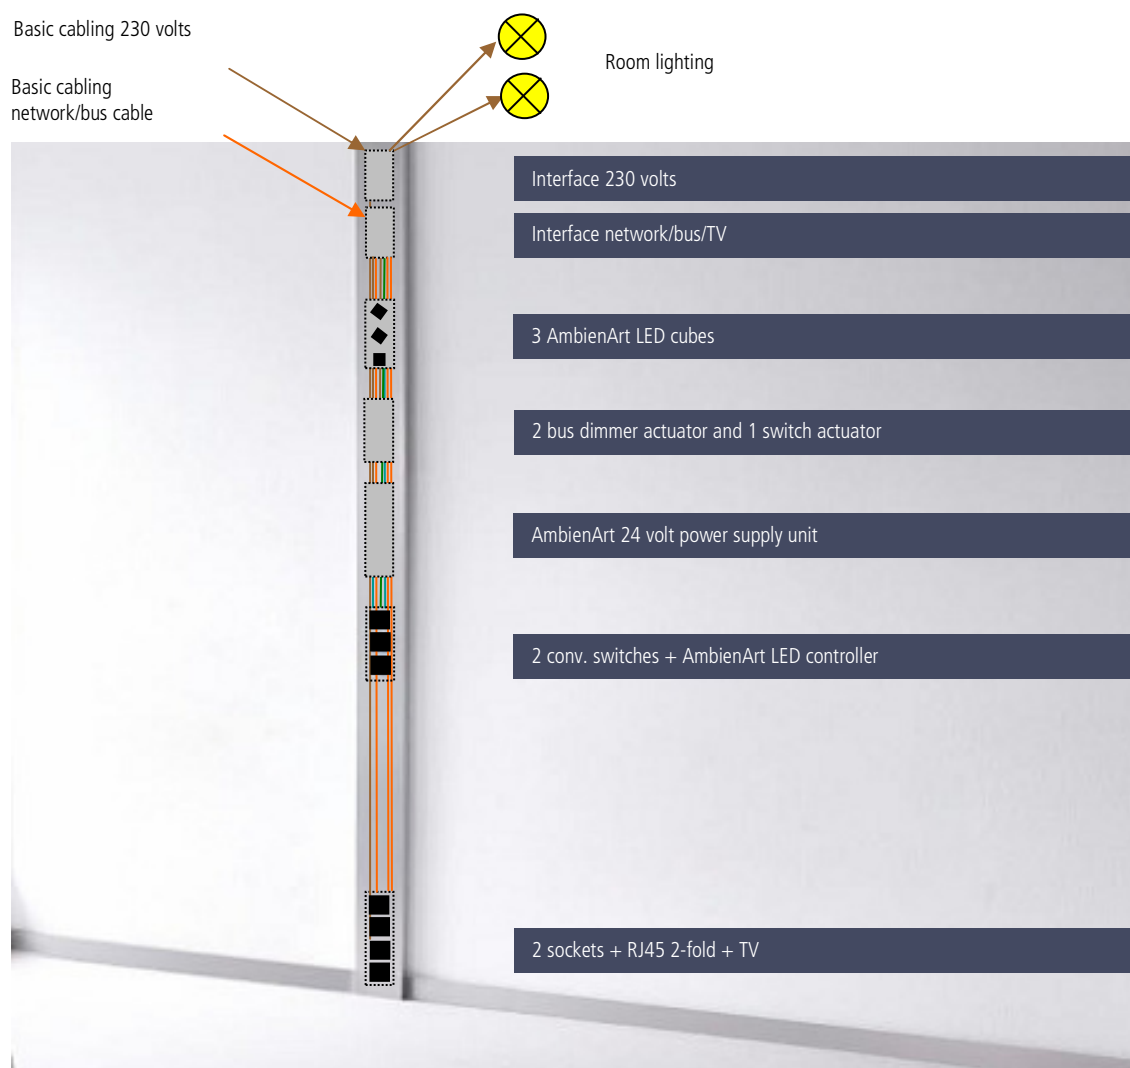 Basic cabling 230 volts
Room lighting
Basic cabling
network/bus cable
Interface 230 volts
Interface network/bus/TV
3 AmbienArt LED cubes
2 bus dimmer actuator and 1 switch actuator
AmbienArt 24 volt power supply unit
2 conv. switches + AmbienArt LED controller
2 sockets + RJ45 2-fold + TV